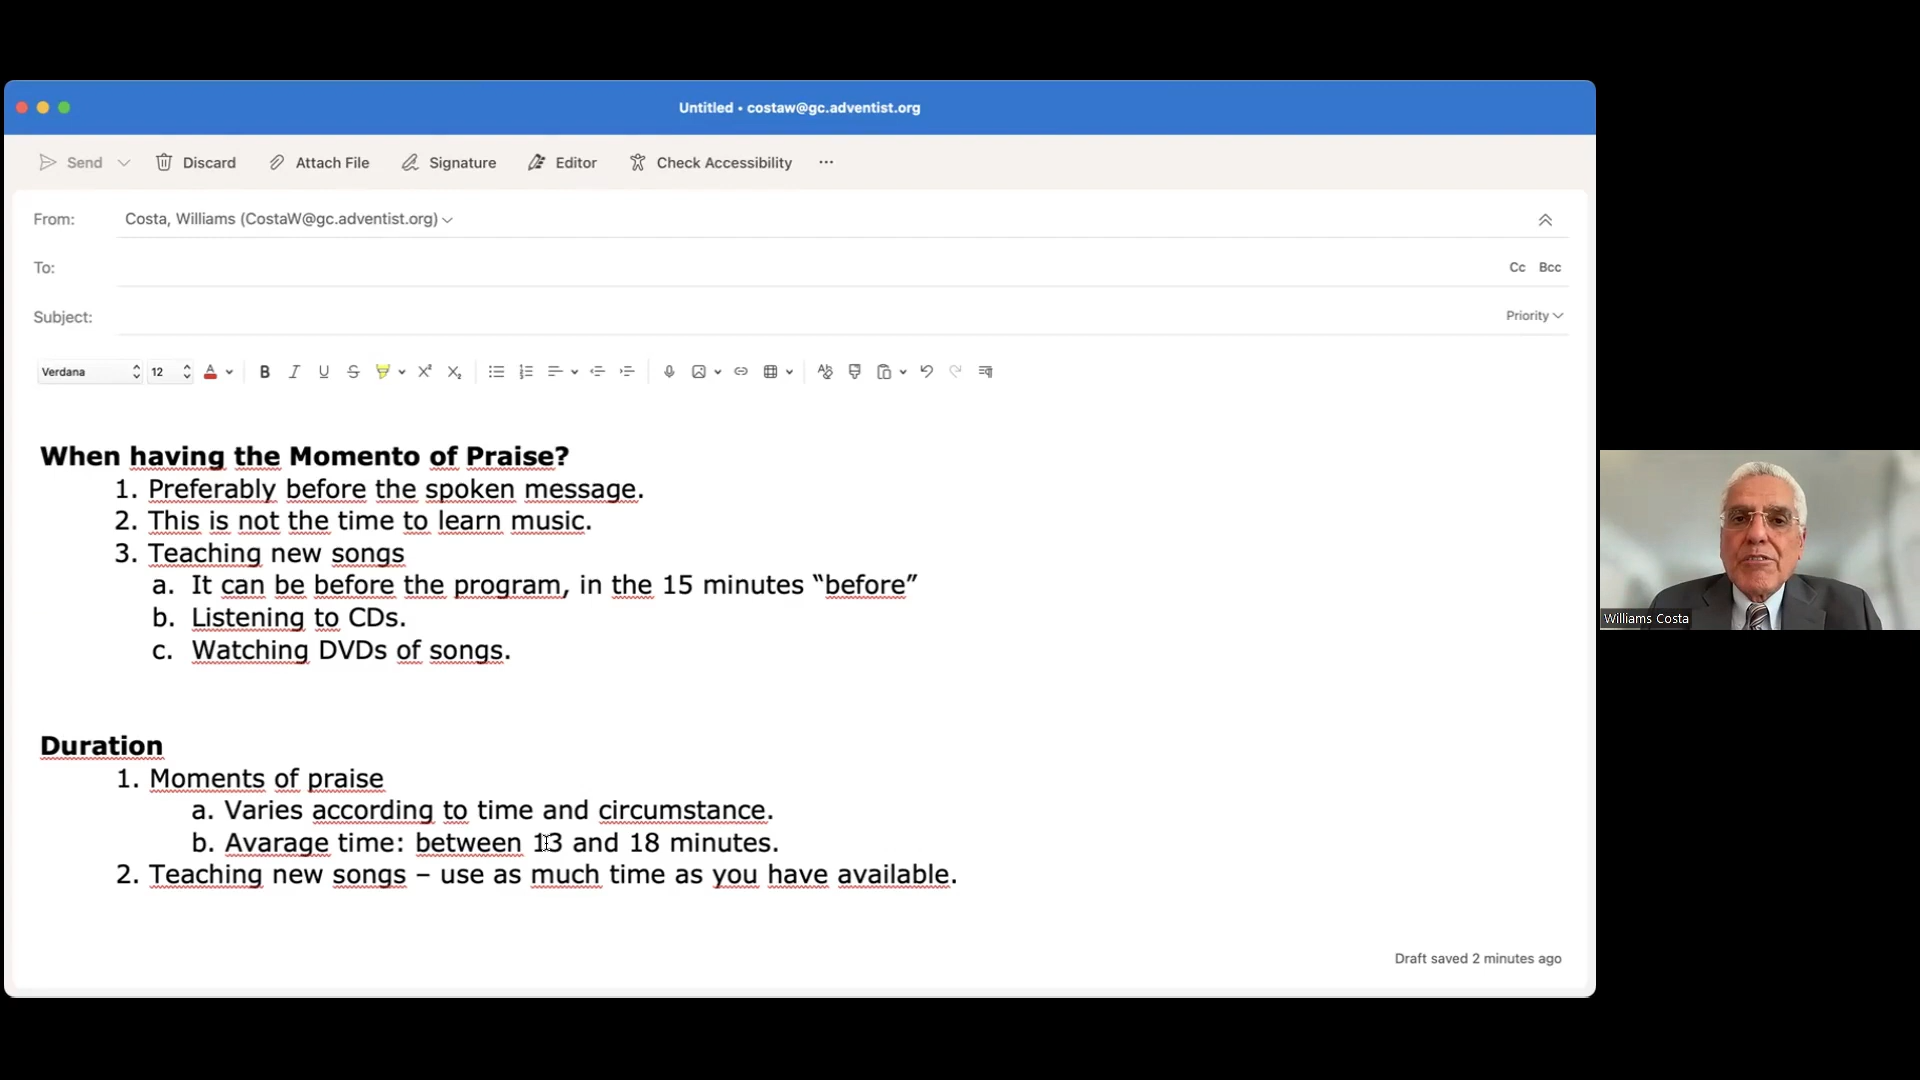 Untitled • costaw@gc.adventist.org
Send Discard Attach File Signature Editor Check Accessibility ...
From: Costa, Williams (CostaW@gc.adventist.org)
To: Cc Bcc
Subject: Priority
Verdana 12 A B I U S X² X₂
When having the Momento of Praise?
1. Preferably before the spoken message.
2. This is not the time to learn music.
3. Teaching new songs
a. It can be before the program, in the 15 minutes “before”
b. Listening to CDs.
c. Watching DVDs of songs.
Williams Costa
Duration
1. Moments of praise
a. Varies according to time and circumstance.
b. Avarage time: between 13 and 18 minutes.
2. Teaching new songs – use as much time as you have available.
Draft saved 2 minutes ago